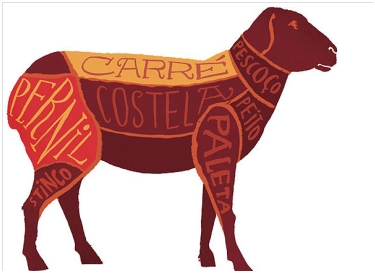 CARRÉ
PESCOÇO
COSTELA
PEITO
PERNIL
PALETA
STINCO